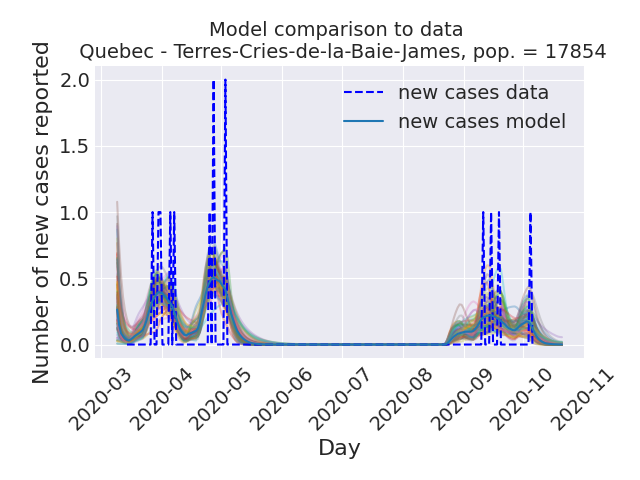 Model comparison to data
Quebec - Terres-Cries-de-la-Baie-James, pop. = 17854
Number of new cases reported
2.0
1.5
1.0
0.5
0.0
new cases data
new cases model
2020-03
2020-04
2020-05
2020-06
2020-07
2020-08
2020-09
2020-10
2020-11
Day